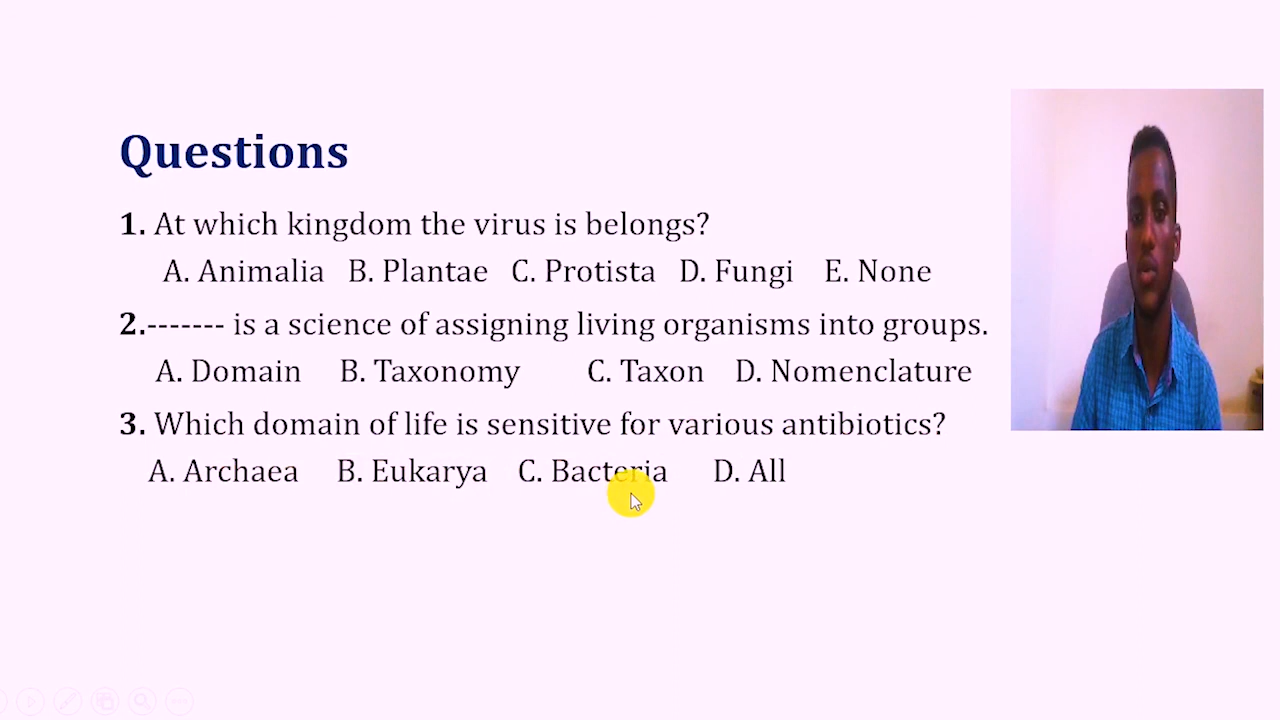 Questions
1. At which kingdom the virus is belongs?
A. Animalia B. Plantae C. Protista D. Fungi E. None
2.------- is a science of assigning living organisms into groups.
A. Domain B. Taxonomy C. Taxon D. Nomenclature
3. Which domain of life is sensitive for various antibiotics?
A. Archaea B. Eukarya C. Bacteria D. All